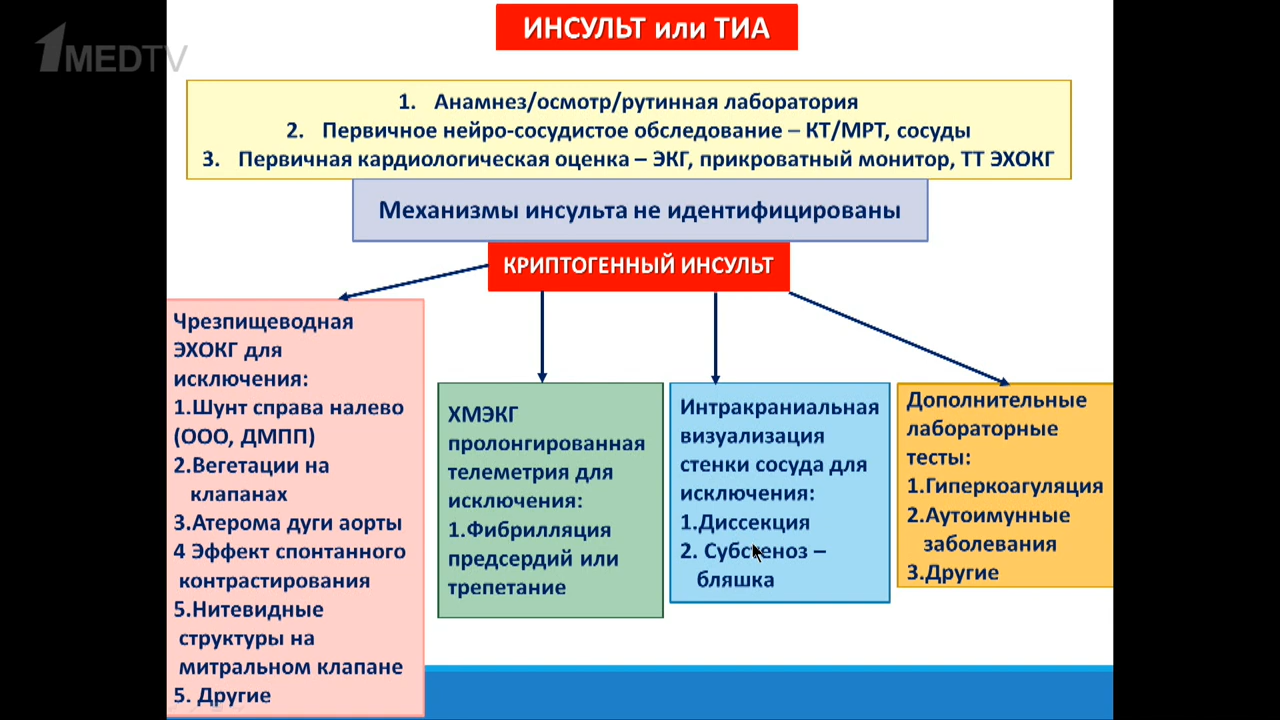 1MEDTV
ИНСУЛЬТ или ТИА
1. Анамнез/осмотр/рутинная лаборатория
2. Первичное нейро-сосудистое обследование – КТ/МРТ, сосуды
3. Первичная кардиологическая оценка – ЭКГ, прикроватный монитор, ТТ ЭХОКГ
Механизмы инсульта не идентифицированы
КРИПТОГЕННЫЙ ИНСУЛЬТ
Чрезпищеводная
ЭХОКГ для
исключения:
1.Шунт справа налево
(ООО, ДМПП)
2.Вегетации на
клапанах
3.Атерома дуги аорты
4 Эффект спонтанного
контрастирования
5.Нитевидные
структуры на
митральном клапане
5. Другие
ХМЭКГ
пролонгированная
телеметрия для
исключения:
1.Фибрилляция
предсердий или
трепетание
Интракраниальная
визуализация
стенки сосуда для
исключения:
1.Диссекция
2. Субстеноз –
бляшка
Дополнительные
лабораторные
тесты:
1.Гиперкоагуляция
2.Аутоимунные
заболевания
3.Другие